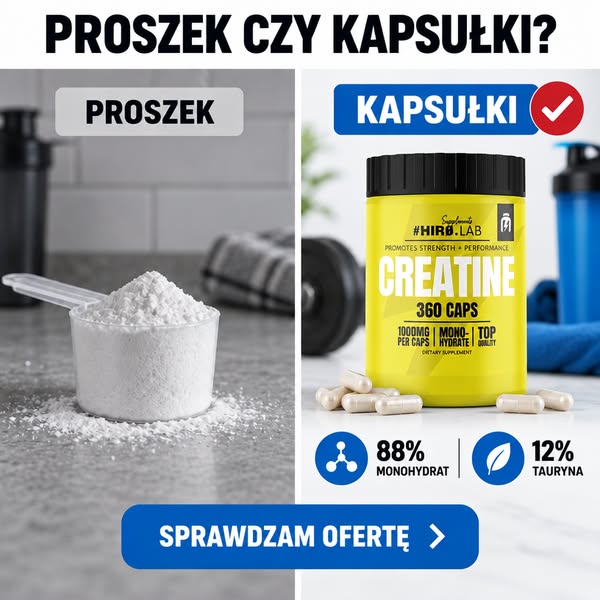 PROSZEK CZY KAPSUŁKI?
PROSZEK
KAPSUŁKI
Supplements
#HIRØ.LAB
PROMOTES STRENGTH + PERFORMANCE
CREATINE
360 CAPS
1000MG
PER CAPS
MONO-
HYDRATE
TOP
QUALITY
DIETARY SUPPLEMENT
88%
MONOHYDRAT
12%
TAURYNA
SPRAWDZAM OFERTĘ